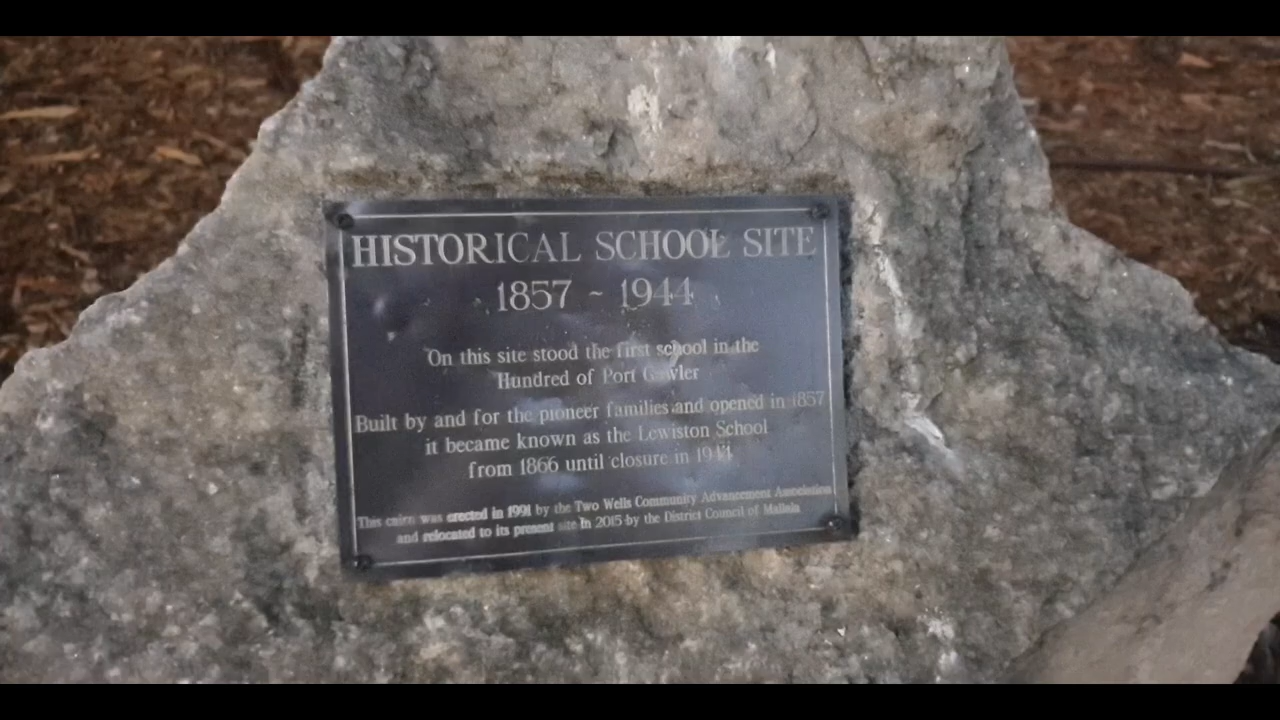 HISTORICAL SCHOOL SITE
1857 ~ 1944
On this site stood the first school in the
Hundred of Port Gawler
Built by and for the pioneer families and opened in 1857
it became known as the Lewiston School
from 1866 until closure in 1944
This cairn was erected in 1991 by the Two Wells Community Advancement Association
and relocated to its present site in 2015 by the District Council of Mallala